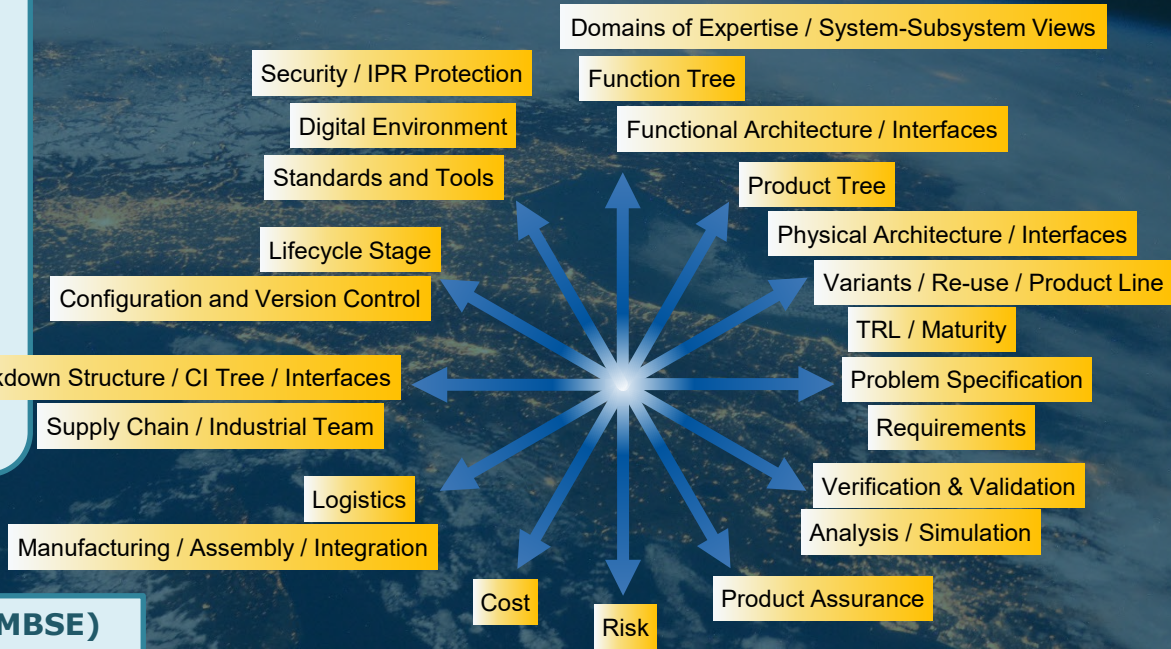 Domains of Expertise / System-Subsystem Views
Security / IPR Protection
Function Tree
Digital Environment
Functional Architecture / Interfaces
Standards and Tools
Product Tree
Physical Architecture / Interfaces
Lifecycle Stage
Variants / Re-use / Product Line
Configuration and Version Control
TRL / Maturity
Structure / CI Tree / Interfaces
Problem Specification
Supply Chain / Industrial Team
Requirements
Verification & Validation
Logistics
Analysis / Simulation
Manufacturing / Assembly / Integration
Cost
Product Assurance
Risk
MBSE)